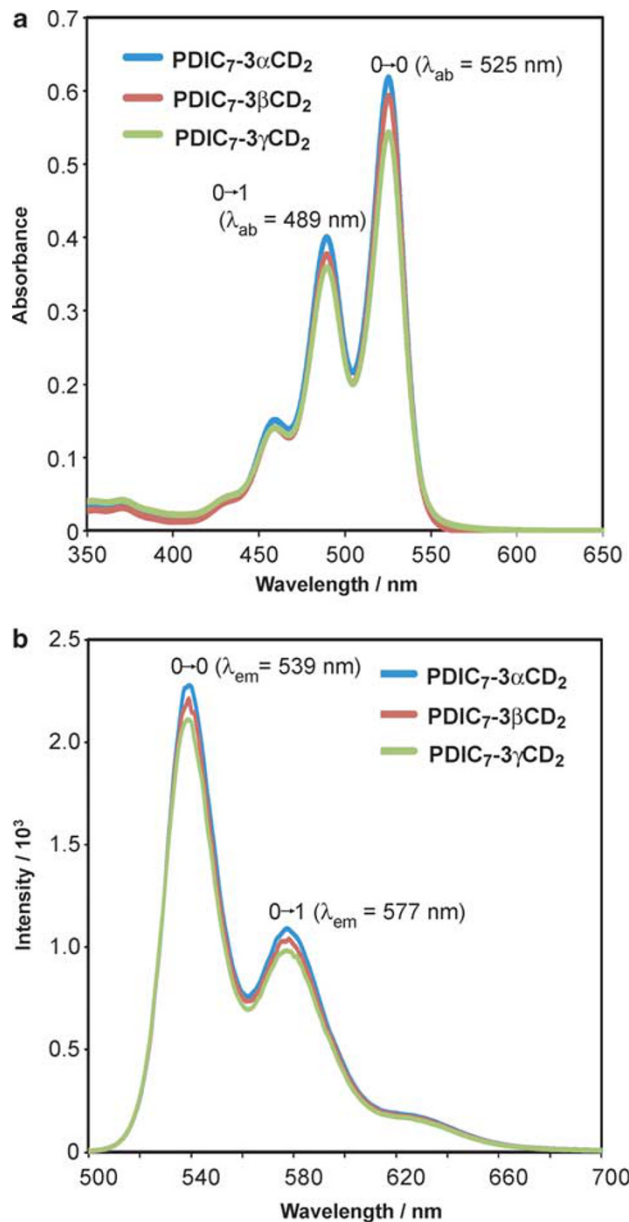 a
PDIC₇-3αCD₂
PDIC₇-3βCD₂
PDIC₇-3γCD₂
0→0 (λab = 525 nm)
0→1
(λab = 489 nm)
Absorbance
0.7
0.6
0.5
0.4
0.3
0.2
0.1
0
350 400 450 500 550 600 650
Wavelength / nm
b
0→0 (λem = 539 nm)
PDIC₇-3αCD₂
PDIC₇-3βCD₂
PDIC₇-3γCD₂
0→1 (λem = 577 nm)
Intensity / 10³
2.5
2.0
1.5
1.0
0.5
0
500 540 580 620 660 700
Wavelength / nm